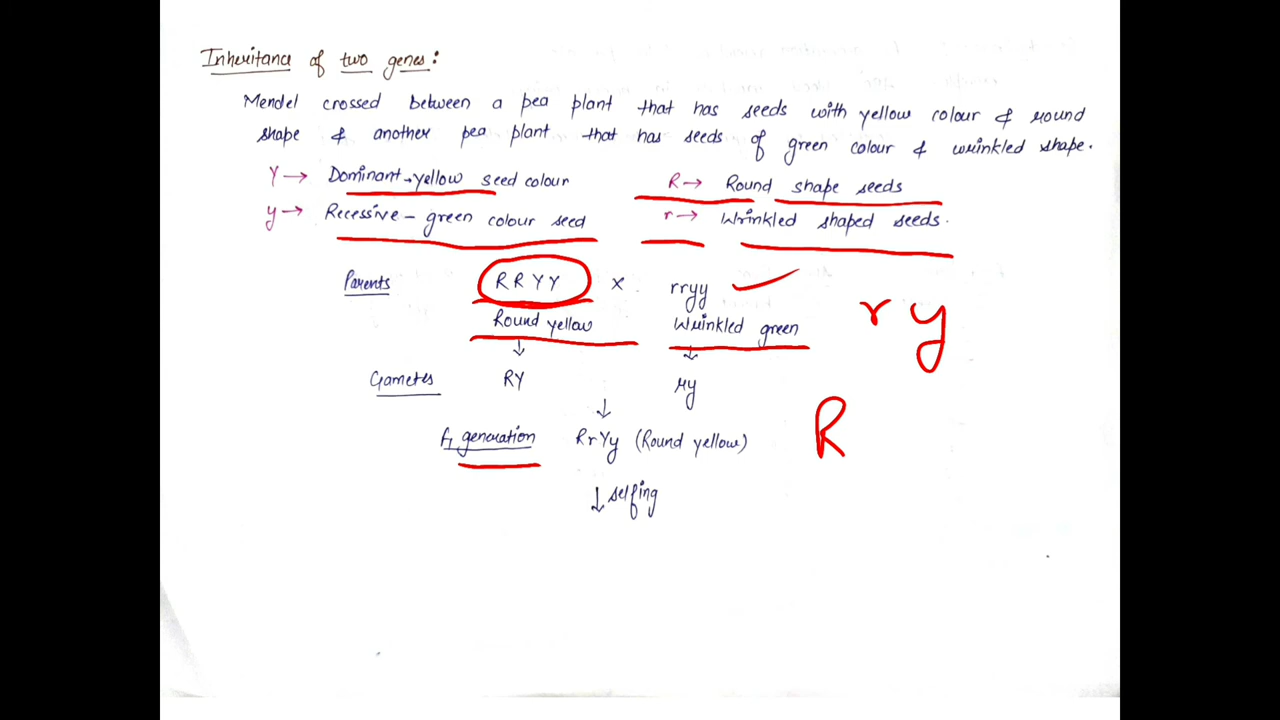 Inheritance of two genes:
Mendel crossed between a pea plant that has seeds with yellow colour & round
shape & another pea plant that has seeds of green colour & wrinkled shape.
Y → Dominant-yellow seed colour R → Round shape seeds
y → Recessive - green colour seed r → Wrinkled shaped seeds.
Parents RRYY x rryy
Round yellow Wrinkled green
↓ ↓
Gametes RY ry
↓
F1 generation RrYy (Round yellow)
↓ selfing
r y
R